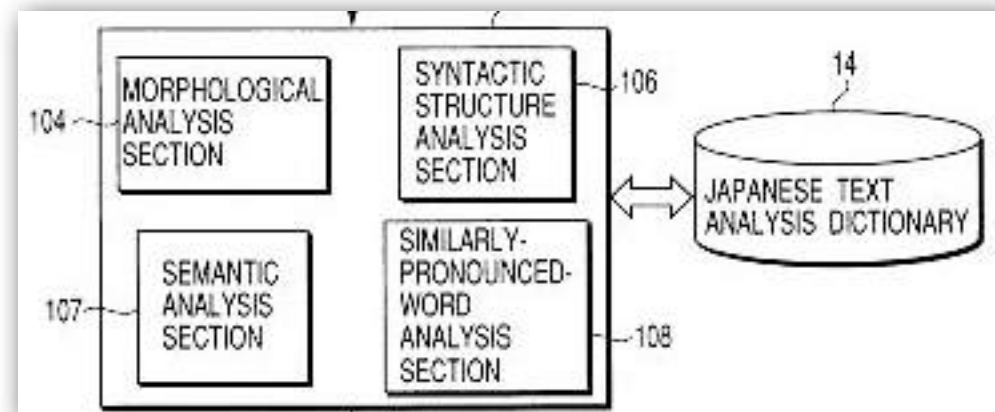 104
MORPHOLOGICAL
ANALYSIS
SECTION
SYNTACTIC
STRUCTURE
ANALYSIS
SECTION
106
14
JAPANESE TEXT
ANALYSIS DICTIONARY
107
SEMANTIC
ANALYSIS
SECTION
SIMILARLY-
PRONOUNCED-
WORD
ANALYSIS
SECTION
108